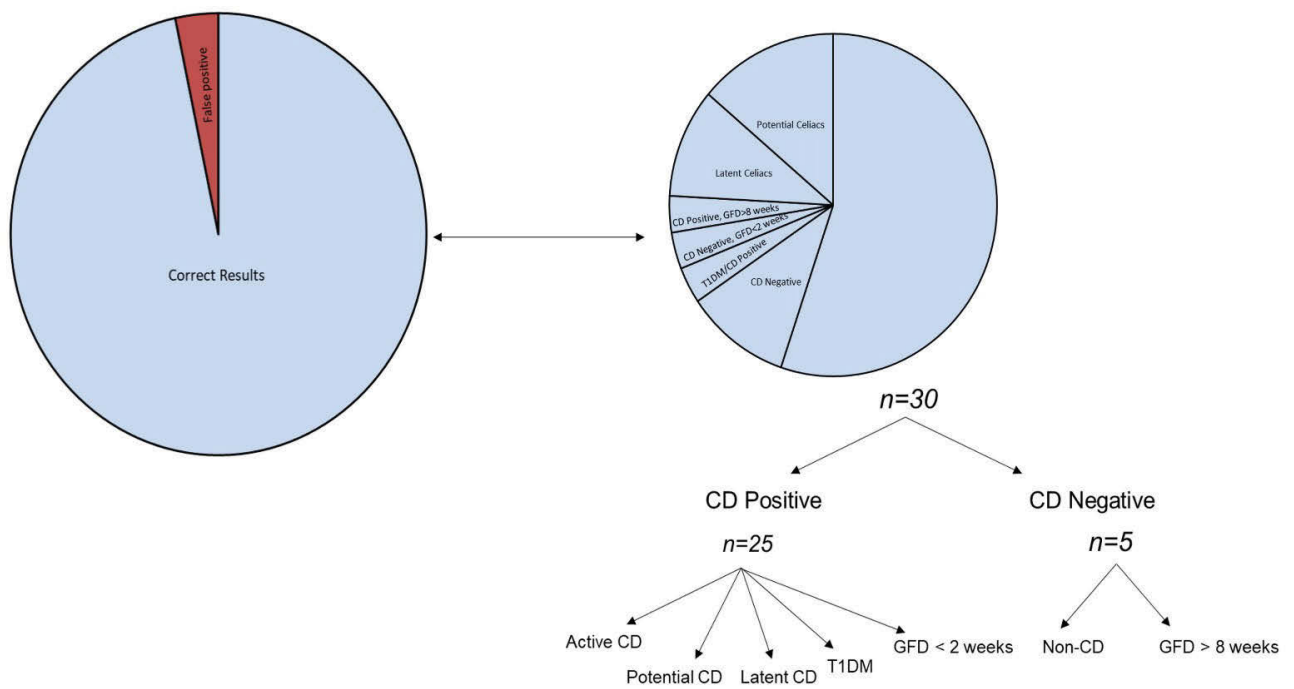 False positive
Correct Results
Potential Celiacs
Latent Celiacs
CD Positive, GFD>8 weeks
CD Negative, GFD<2 weeks
T1DM/CD Positive
CD Negative
n=30
CD Positive
CD Negative
n=25
n=5
Active CD
Potential CD
Latent CD
T1DM
GFD < 2 weeks
Non-CD
GFD > 8 weeks